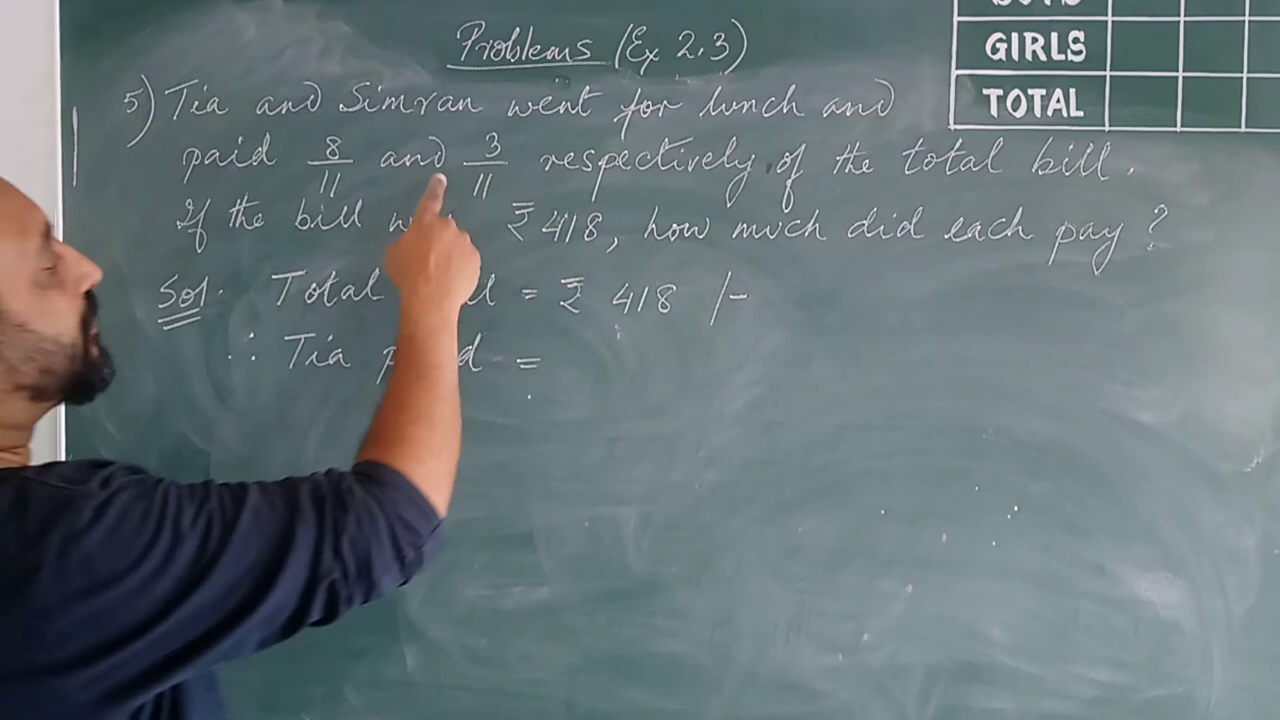 Problems (Ex 2.3)
GIRLS
TOTAL
5) Tia and Simran went for lunch and
paid 8/11 and 3/11 respectively of the total bill.
If the bill ₹ 418, how much did each pay?
Sol. Total = ₹ 418 /-
∴ Tia =